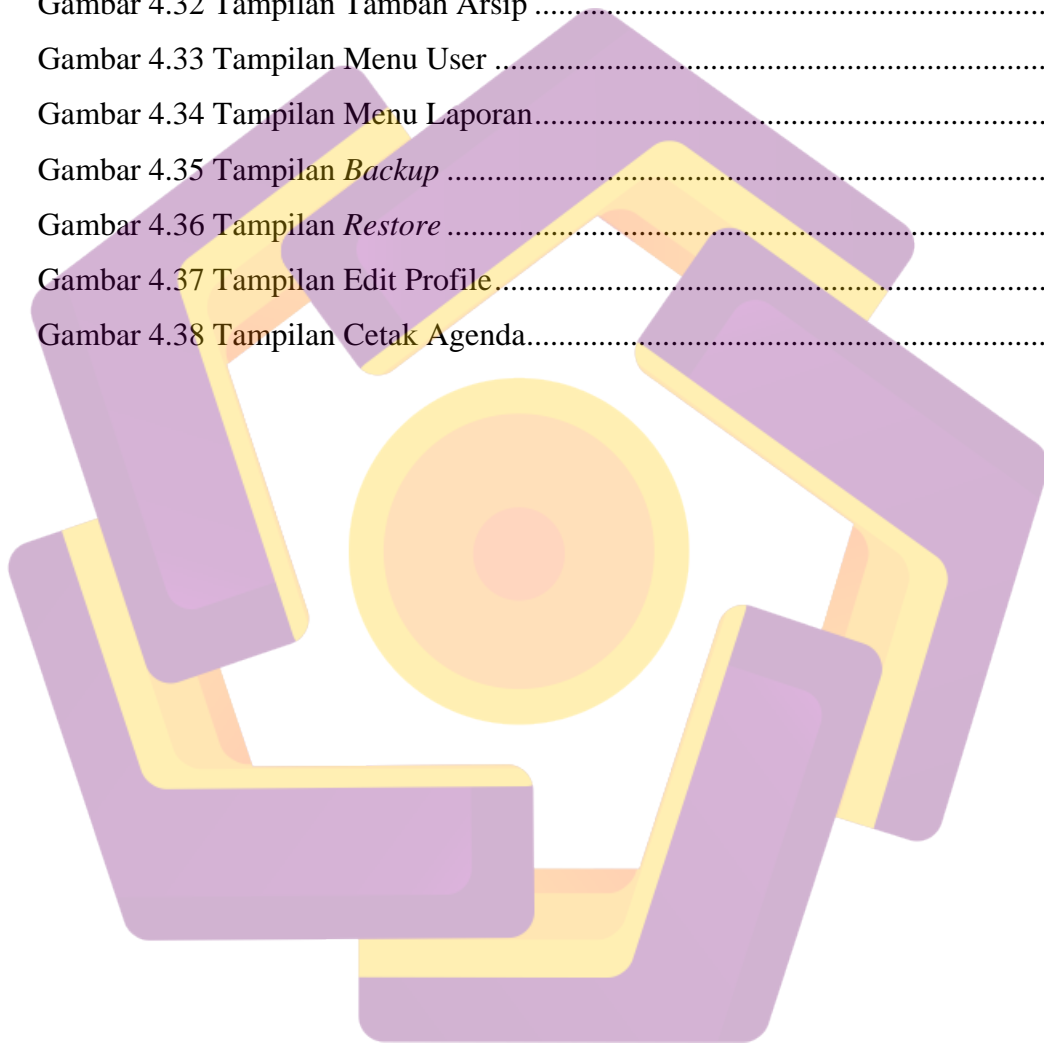 Gambar 4.32 Tampilan Tambah Arsip ................................................................
Gambar 4.33 Tampilan Menu User .....................................................................
Gambar 4.34 Tampilan Menu Laporan................................................................
Gambar 4.35 Tampilan Backup ...........................................................................
Gambar 4.36 Tampilan Restore ...........................................................................
Gambar 4.37 Tampilan Edit Profile.....................................................................
Gambar 4.38 Tampilan Cetak Agenda.................................................................